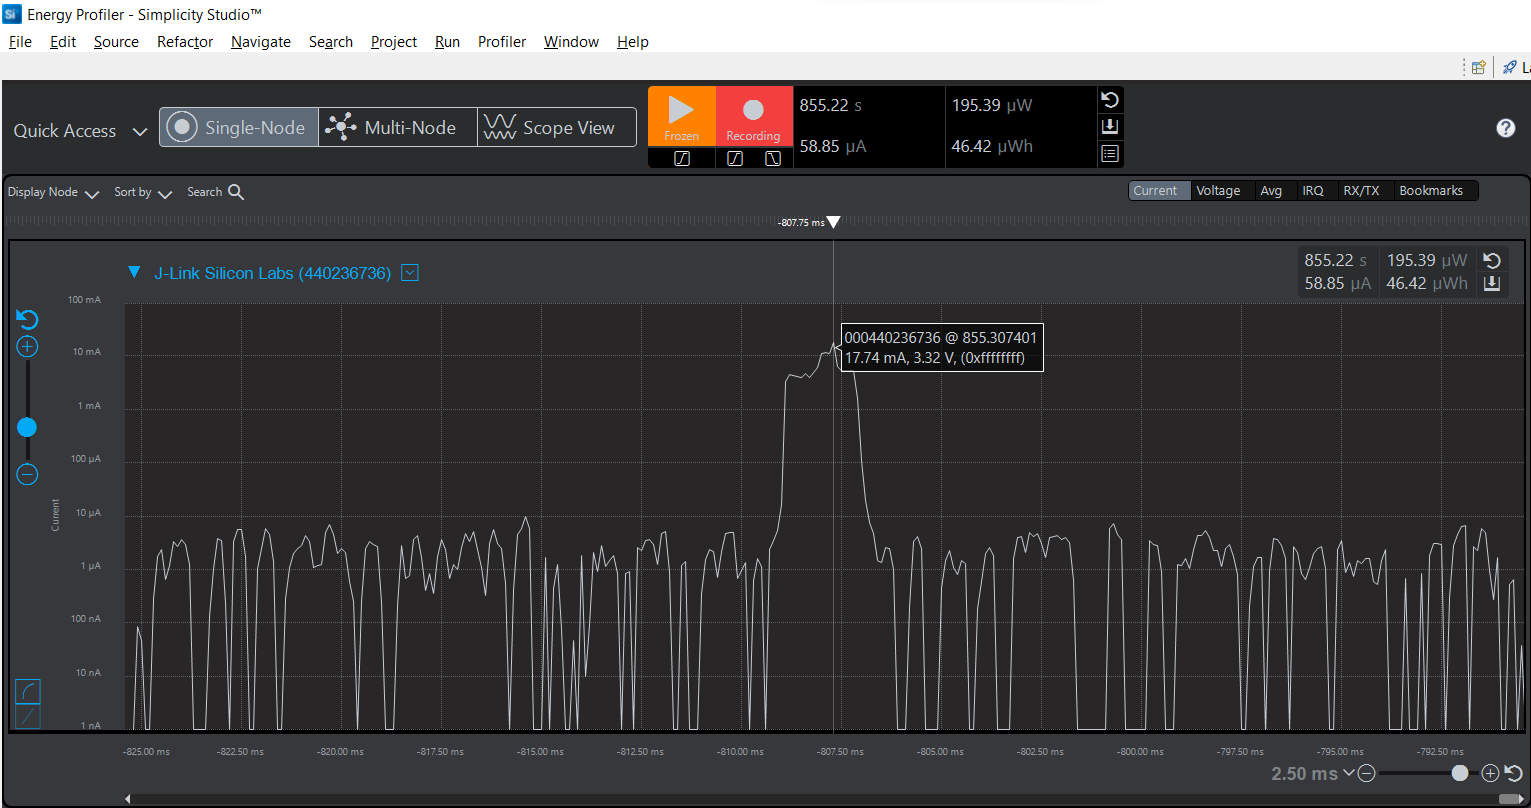 Si Energy Profiler - Simplicity Studio™
File Edit Source Refactor Navigate Search Project Run Profiler Window Help
Quick Access
Single-Node
Multi-Node
Scope View
Frozen
Recording
855.22 s
195.39 µW
58.85 µA
46.42 µWh
?
Display Node
Sort by
Search
Current
Voltage
Avg
IRQ
RX/TX
Bookmarks
-807.75 ms
J-Link Silicon Labs (440236736)
855.22 s
195.39 µW
58.85 µA
46.42 µWh
100 mA
10 mA
1 mA
100 µA
10 µA
1 µA
100 nA
10 nA
1 nA
Current
000440236736 @ 855.307401
17.74 mA, 3.32 V, (0xffffffff)
-825.00 ms
-822.50 ms
-820.00 ms
-817.50 ms
-815.00 ms
-812.50 ms
-810.00 ms
-807.50 ms
-805.00 ms
-802.50 ms
-800.00 ms
-797.50 ms
-795.00 ms
-792.50 ms
2.50 ms